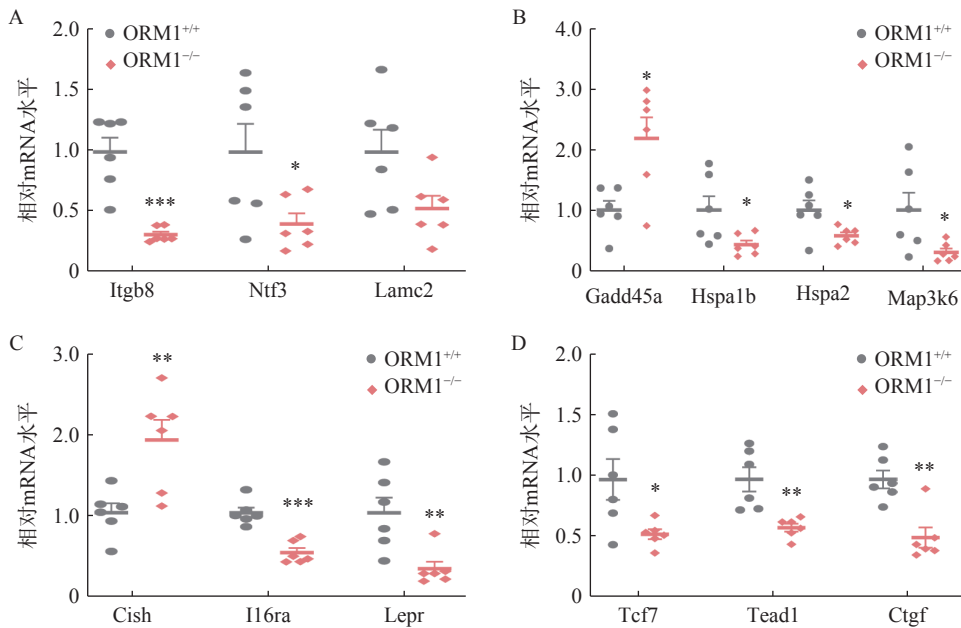 A
2.0
1.5
1.0
0.5
0
相对mRNA水平
ORM1+/+
ORM1−/−
***
*
Itgb8 Ntf3 Lamc2
B
4.0
3.0
2.0
1.0
0
相对mRNA水平
ORM1+/+
ORM1−/−
*
*
*
*
Gadd45a Hspa1b Hspa2 Map3k6
C
3.0
2.0
1.0
0
相对mRNA水平
ORM1+/+
ORM1−/−
**
***
**
Cish I16ra Lepr
D
2.0
1.5
1.0
0.5
0
相对mRNA水平
ORM1+/+
ORM1−/−
*
**
**
Tcf7 Tead1 Ctgf